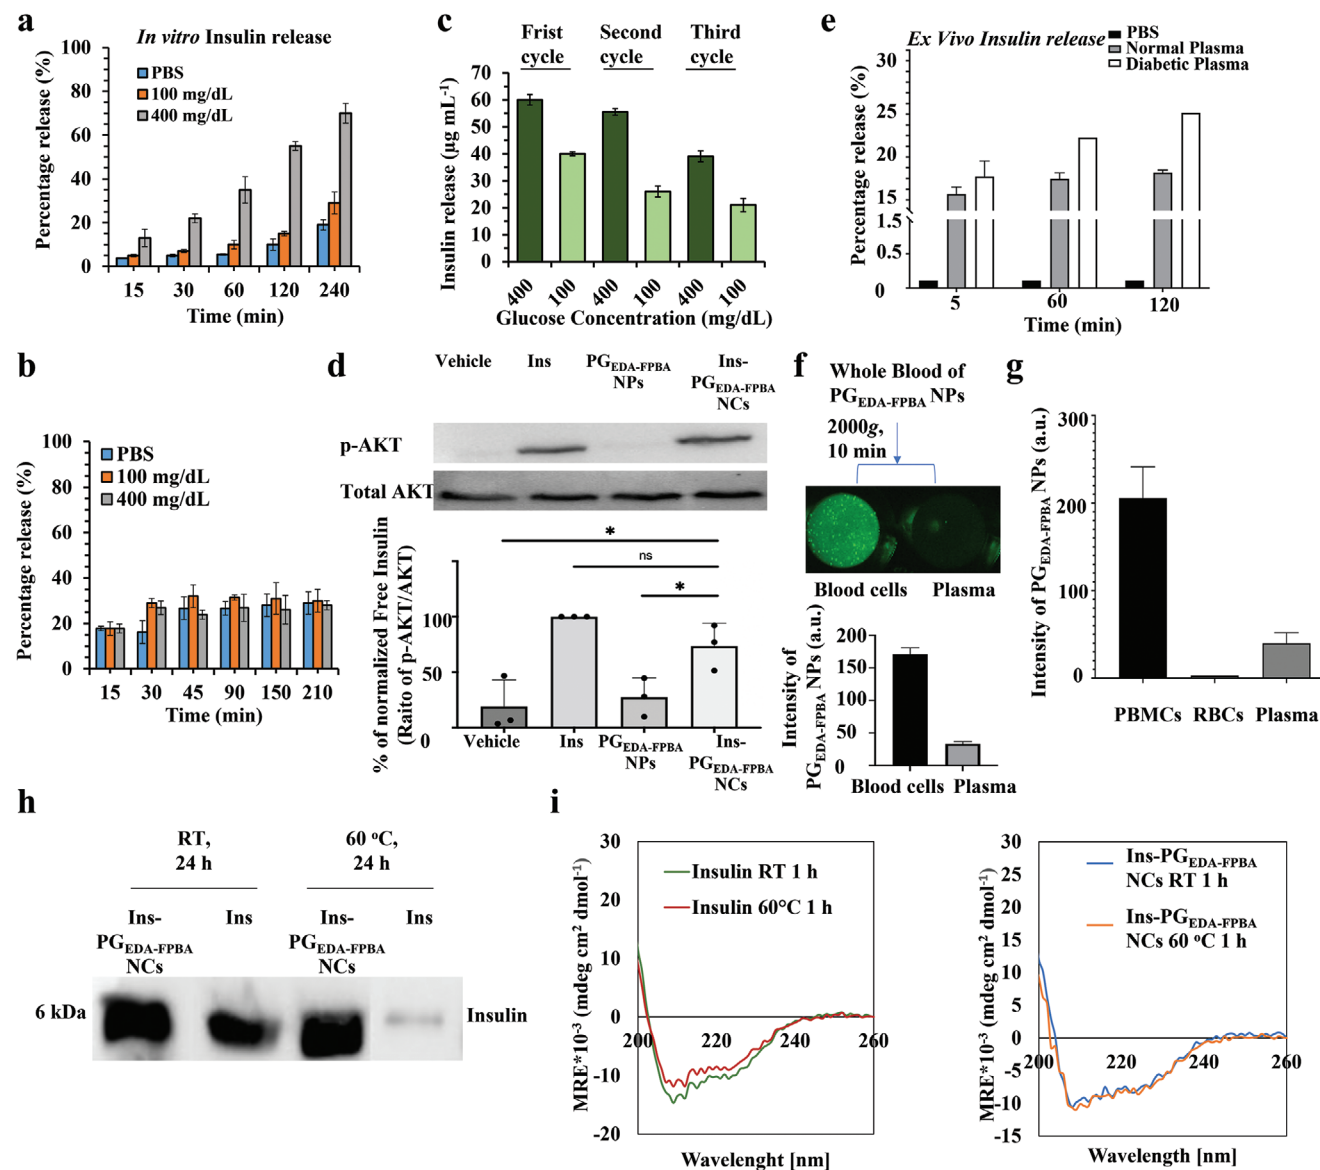 a
In vitro Insulin release
PBS
100 mg/dL
400 mg/dL
Percentage release (%)
100
80
60
40
20
0
15 30 60 120 240
Time (min)
b
PBS
100 mg/dL
400 mg/dL
Percentage release (%)
100
80
60
40
20
0
15 30 45 90 150 210
Time (min)
c
Frist cycle
Second cycle
Third cycle
Insulin release (µg mL-1)
70
60
50
40
30
20
10
0
400 100 400 100 400 100
Glucose Concentration (mg/dL)
d
Vehicle
Ins
PGEDA-FPBA
NPs
Ins-
PGEDA-FPBA
NCs
p-AKT
Total AKT
*
ns
*
% of normalized Free Insulin
(Raito of p-AKT/AKT)
100
50
0
Vehicle
Ins
PGEDA-FPBA
NPs
Ins-
PGEDA-FPBA
NCs
e
Ex Vivo Insulin release
PBS
Normal Plasma
Diabetic Plasma
Percentage release (%)
30
25
20
15
1.5
0.5
0
5 60 120
Time (min)
f
Whole Blood of
PGEDA-FPBA NPs
2000g,
10 min
Blood cells Plasma
Intensity of
PGEDA-FPBA NPs (a.u.)
200
150
100
50
0
Blood cells Plasma
g
Intensity of PGEDA-FPBA NPs (a.u.)
300
200
100
0
PBMCs RBCs Plasma
h
RT,
24 h
60 °C,
24 h
Ins-
PGEDA-FPBA
NCs
Ins
Ins-
PGEDA-FPBA
NCs
Ins
6 kDa
Insulin
i
Insulin RT 1 h
Insulin 60°C 1 h
MRE*10-3 (mdeg cm2 dmol-1)
30
20
10
0
-10
-20
200 220 240 260
Wavelenght [nm]
Ins-PGEDA-FPBA
NCs RT 1 h
Ins-PGEDA-FPBA
NCs 60 °C 1 h
MRE*10-3 (mdeg cm2 dmol-1)
30
25
20
15
10
5
0
-5
-10
-15
200 220 240 260
Wavelength [nm]